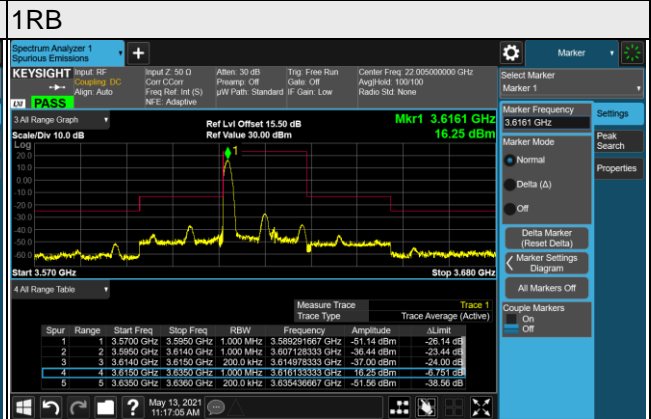 1RB
Spectrum Analyzer 1
Spurious Emissions
+
Marker
KEYSIGHT
Input: RF
Coupling: DC
Align: Auto
Input Z: 50 Ω
Corr CCorr
Freq Ref: Int (S)
NFE: Adaptive
Atten: 30 dB
Preamp: Off
µW Path: Standard
Trig: Free Run
Gate: Off
IF Gain: Low
Center Freq: 22.005000000 GHz
Avg|Hold: 100/100
Radio Std: None
LXI PASS
Select Marker
Marker 1
Marker Frequency
3.6161 GHz
Settings
Peak Search
Properties
Marker Mode
Normal
Delta (Δ)
Off
Delta Marker
(Reset Delta)
Marker Settings
Diagram
All Markers Off
Couple Markers
On
Off
3 All Range Graph
Scale/Div 10.0 dB
Ref Lvl Offset 15.50 dB
Ref Value 30.00 dBm
Mkr1 3.6161 GHz
16.25 dBm
Log
20.0
10.0
0.00
-10.0
-20.0
-30.0
-40.0
-50.0
-60.0
1
Start 3.570 GHz
Stop 3.680 GHz
4 All Range Table
Measure Trace Trace 1
Trace Type Trace Average (Active)
Spur Range Start Freq Stop Freq RBW Frequency Amplitude ΔLimit
1 1 3.5700 GHz 3.5950 GHz 1.000 MHz 3.589291667 GHz -51.14 dBm -26.14 dB
2 2 3.5950 GHz 3.6140 GHz 1.000 MHz 3.607128333 GHz -36.44 dBm -23.44 dB
3 3 3.6140 GHz 3.6150 GHz 200.0 kHz 3.614978333 GHz -37.00 dBm -24.00 dB
4 4 3.6150 GHz 3.6350 GHz 1.000 MHz 3.616133333 GHz 16.25 dBm -6.751 dB
5 5 3.6350 GHz 3.6360 GHz 200.0 kHz 3.635436667 GHz -51.56 dBm -38.56 dB
?
May 13, 2021
11:17:05 AM